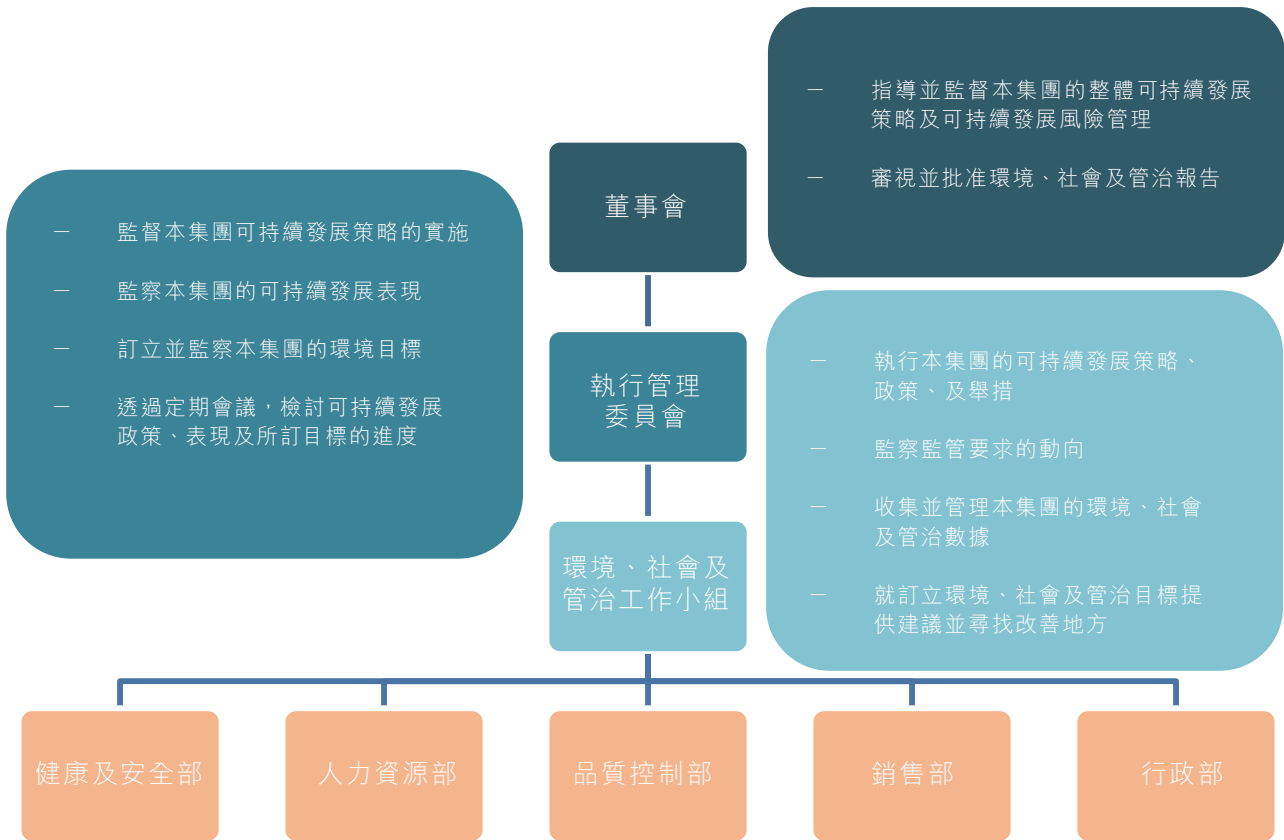 董事會
— 指導並監督本集團的整體可持續發展
策略及可持續發展風險管理
— 審視並批准環境、社會及管治報告
執行管理
委員會
— 監督本集團可持續發展策略的實施
— 監察本集團的可持續發展表現
— 訂立並監察本集團的環境目標
— 透過定期會議，檢討可持續發展
政策、表現及所訂目標的進度
環境、社會及
管治工作小組
— 執行本集團的可持續發展策略、
政策、及舉措
— 監察監管要求的動向
— 收集並管理本集團的環境、社會
及管治數據
— 就訂立環境、社會及管治目標提
供建議並尋找改善地方
健康及安全部
人力資源部
品質控制部
銷售部
行政部